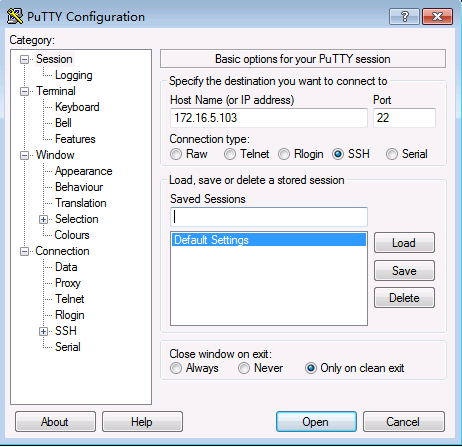 PuTTY Configuration
Category:
Session
Logging
Terminal
Keyboard
Bell
Features
Window
Appearance
Behaviour
Translation
Selection
Colours
Connection
Data
Proxy
Telnet
Rlogin
SSH
Serial
Basic options for your PuTTY session
Specify the destination you want to connect to
Host Name (or IP address) Port
172.16.5.103 22
Connection type:
Raw Telnet Rlogin SSH Serial
Load, save or delete a stored session
Saved Sessions
Default Settings
Load
Save
Delete
Close window on exit:
Always Never Only on clean exit
About Help Open Cancel